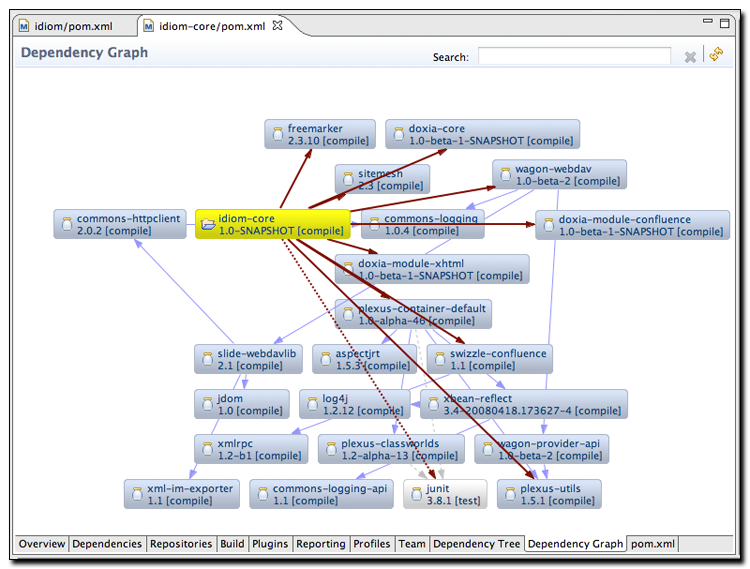 idiom/pom.xml
idiom-core/pom.xml
Dependency Graph
Search:
freemarker
2.3.10 [compile]
doxia-core
1.0-beta-1-SNAPSHOT [compile]
sitemesh
2.3 [compile]
wagon-webdav
1.0-beta-2 [compile]
commons-httpclient
2.0.2 [compile]
idiom-core
1.0-SNAPSHOT [compile]
commons-logging
1.0.4 [compile]
doxia-module-confluence
1.0-beta-1-SNAPSHOT [compile]
doxia-module-xhtml
1.0-beta-1-SNAPSHOT [compile]
plexus-container-default
1.0-alpha-46 [compile]
slide-webdavlib
2.1 [compile]
aspectjrt
1.5.3 [compile]
swizzle-confluence
1.1 [compile]
jdom
1.0 [compile]
log4j
1.2.12 [compile]
xbean-reflect
3.4-20080418.173627-4 [compile]
xmlrpc
1.2-b1 [compile]
plexus-classworlds
1.2-alpha-13 [compile]
wagon-provider-api
1.0-beta-2 [compile]
xml-im-exporter
1.1 [compile]
commons-logging-api
1.1 [compile]
junit
3.8.1 [test]
plexus-utils
1.5.1 [compile]
Overview Dependencies Repositories Build Plugins Reporting Profiles Team Dependency Tree Dependency Graph pom.xml